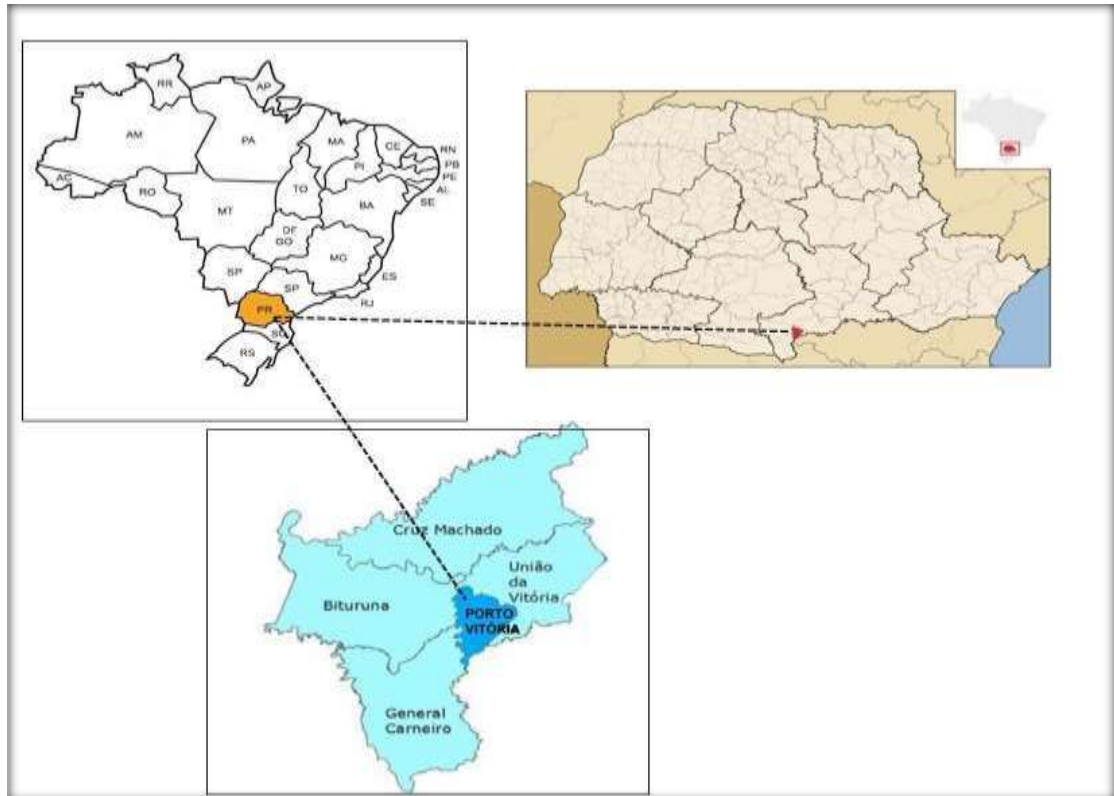 RR
AP
AM
PA
MA
CE
RN
PB
PE
AL
SE
PI
AC
RO
TO
BA
MT
DF
GO
MG
ES
SP
SP
RJ
PR
SC
RS
Cruz Machado
União
da
Vitória
Bituruna
PORTO
VITÓRIA
General
Carneiro